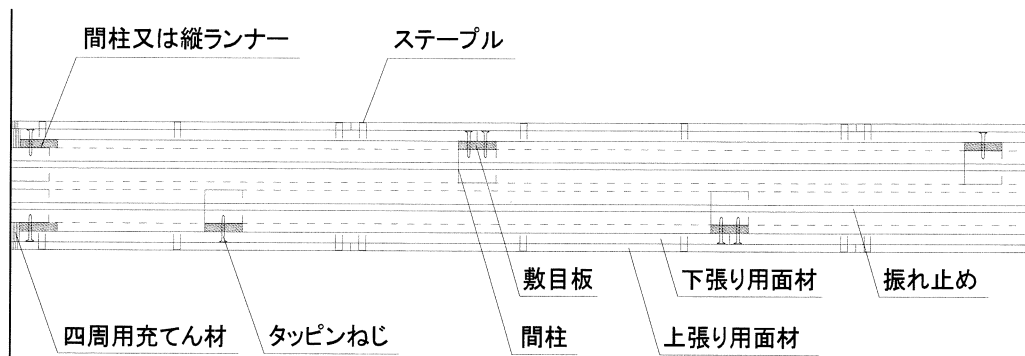 間柱又は縦ランナー
ステープル
敷目板
下張り用面材
振れ止め
四周用充てん材
タッピンねじ
間柱
上張り用面材